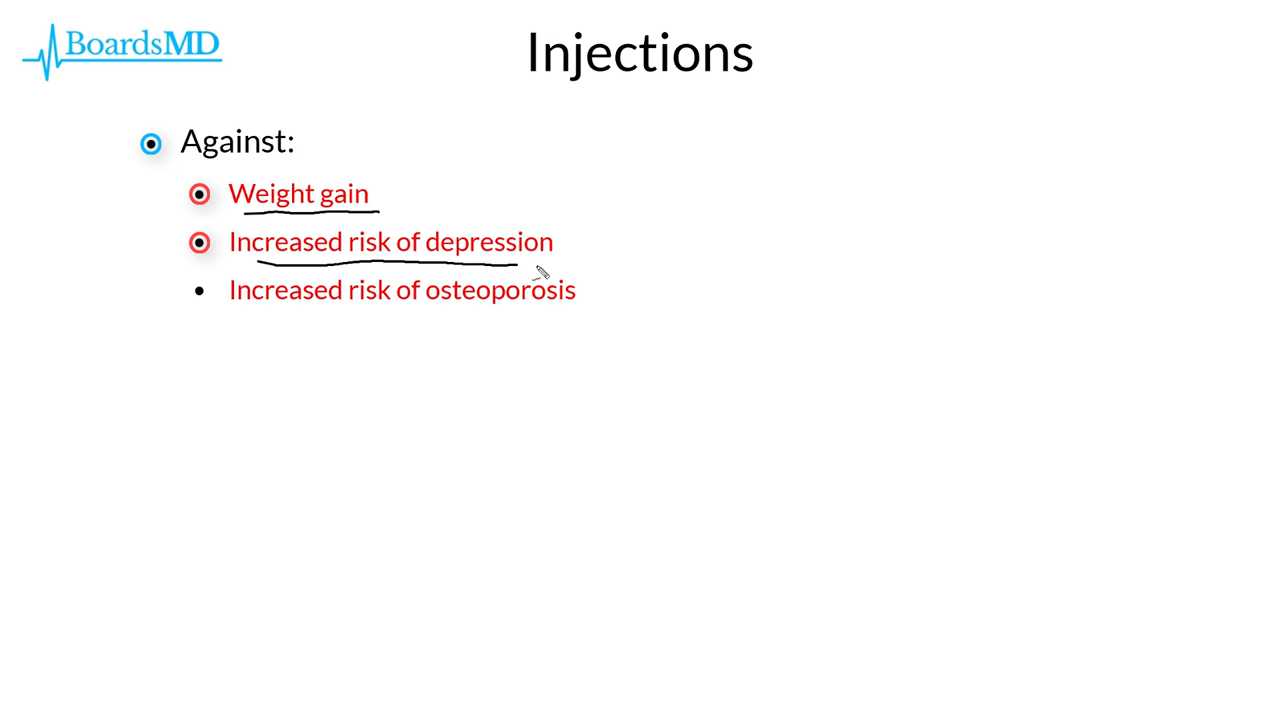 BoardsMD
Injections
Against:
Weight gain
Increased risk of depression
Increased risk of osteoporosis